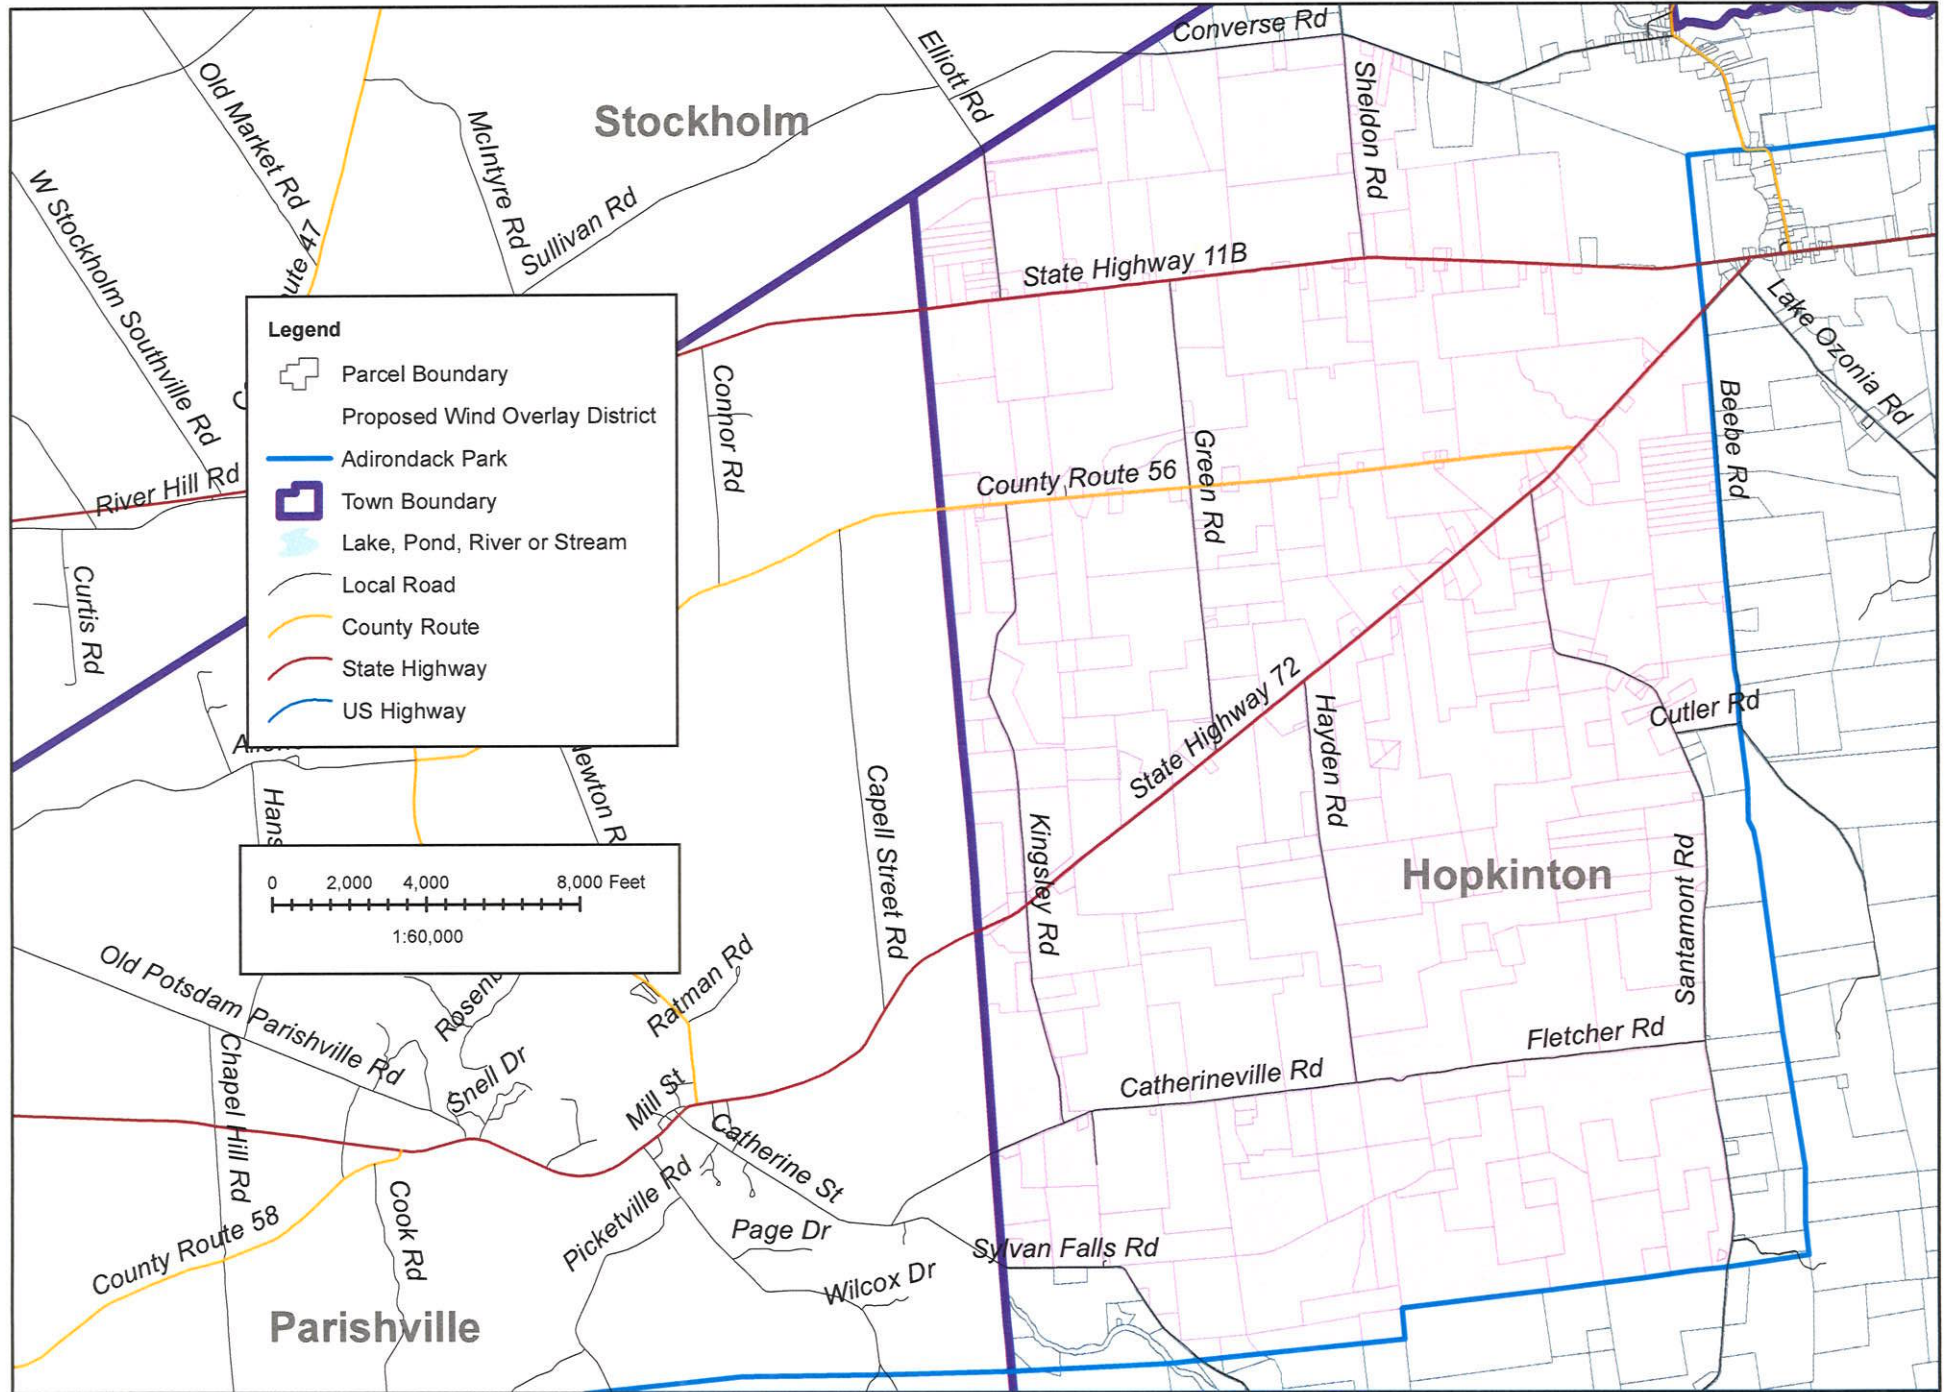 Converse Rd
Elliott Rd
Old Market Rd
Stockholm
Sheldon Rd
McIntyre Rd
W Stockholm Southville Rd
Sullivan Rd
47
State Highway 11B
Lake Ozonia Rd
Legend
Parcel Boundary
Proposed Wind Overlay District
Adirondack Park
Town Boundary
Lake, Pond, River or Stream
Local Road
County Route
State Highway
US Highway
Connor Rd
Beebe Rd
Green Rd
County Route 56
River Hill Rd
Curtis Rd
State Highway 72
Hayden Rd
Cutler Rd
Capell Street Rd
Kingsley Rd
Hopkinton
Santamont Rd
0 2,000 4,000 8,000 Feet
1:60,000
Old Potsdam Parishville Rd
Ratman Rd
Chapel Hill Rd
Snell Dr
Mill St
Fletcher Rd
Catherineville Rd
Catherine St
Picketville Rd
Cook Rd
County Route 58
Page Dr
Sylvan Falls Rd
Wilcox Dr
Parishville